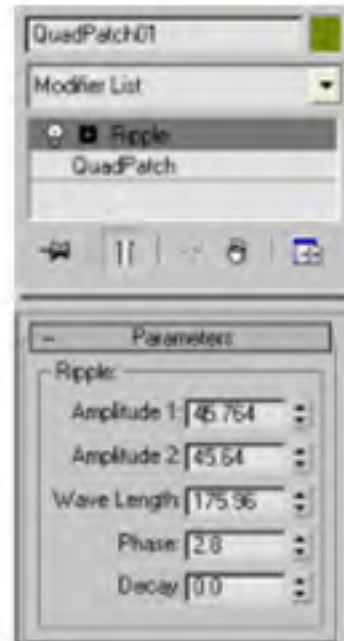 QuadPatch01
Modifier List
Ripple
QuadPatch
Parameters
Ripple:
Amplitude 1: 45.764
Amplitude 2: 45.64
Wave Length: 175.96
Phase: 2.8
Decay: 0.0